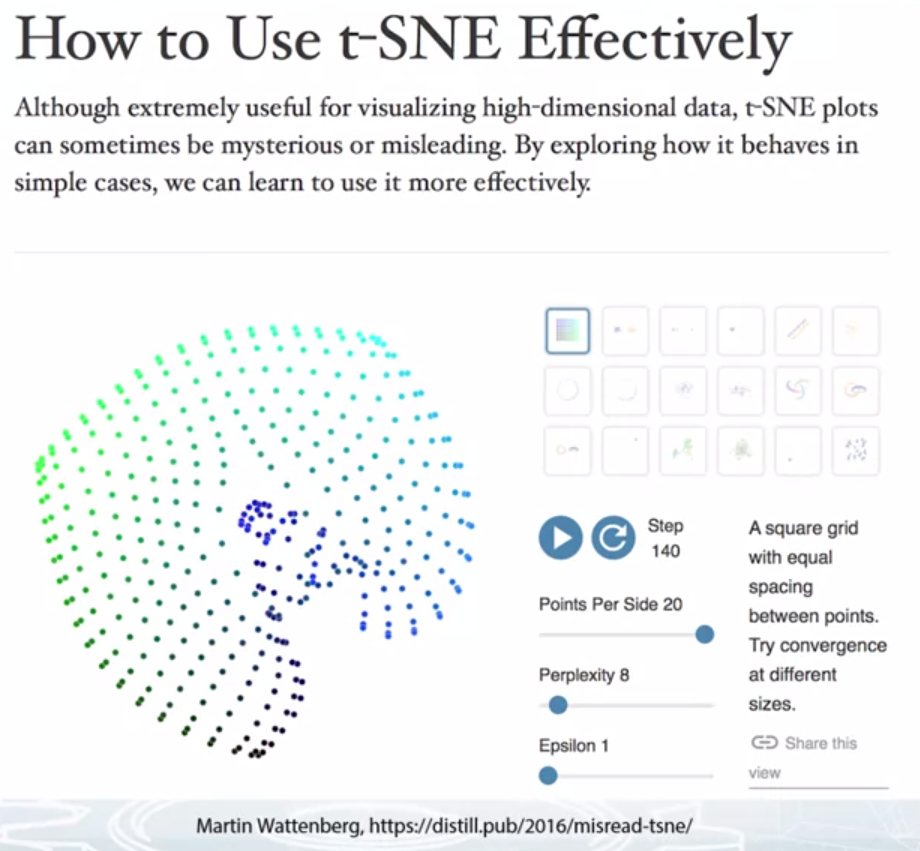 How to Use t-SNE Effectively
Although extremely useful for visualizing high-dimensional data, t-SNE plots
can sometimes be mysterious or misleading. By exploring how it behaves in
simple cases, we can learn to use it more effectively.
Step
140
Points Per Side 20
Perplexity 8
Epsilon 1
A square grid
with equal
spacing
between points.
Try convergence
at different
sizes.
Share this
view
Martin Wattenberg, https://distill.pub/2016/misread-tsne/